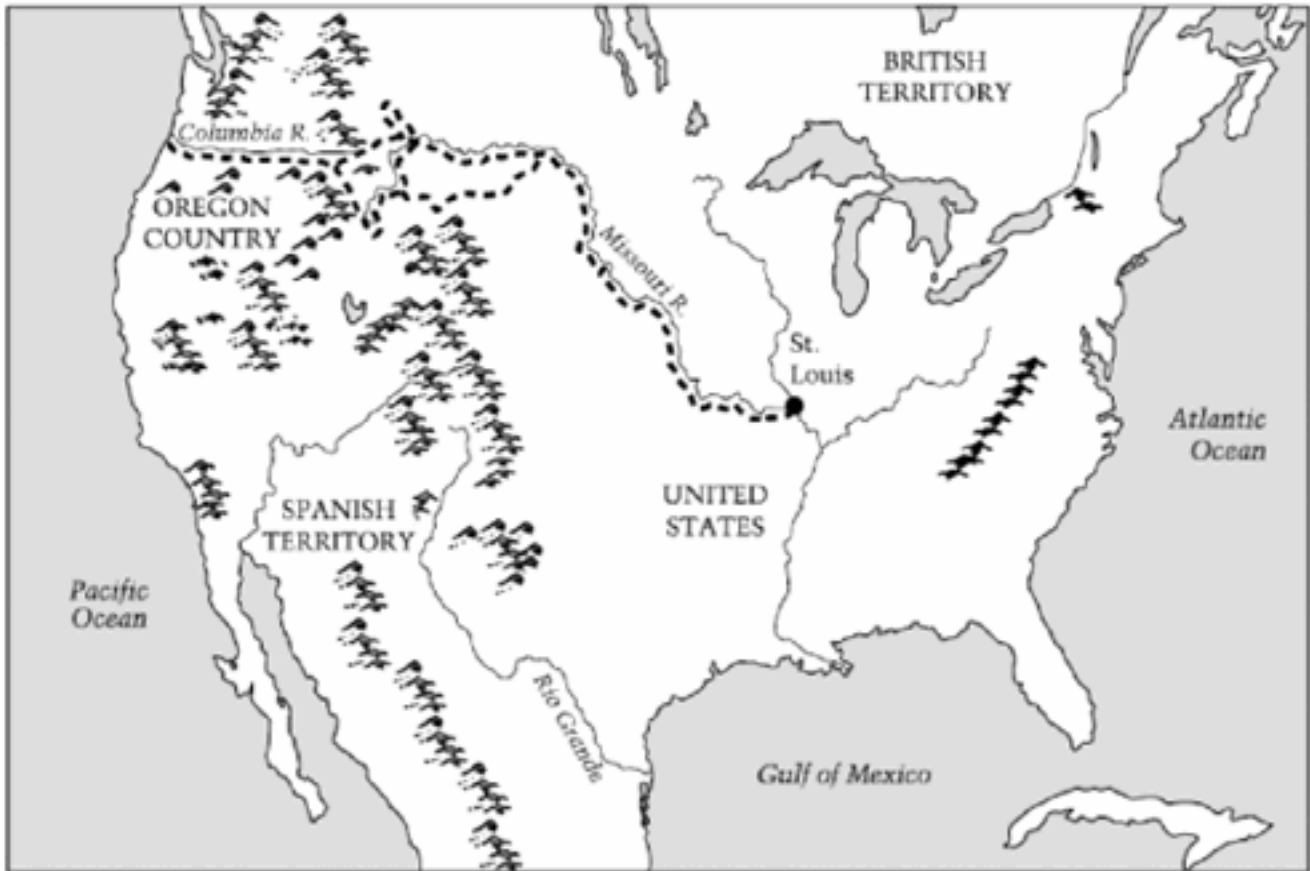 BRITISH
TERRITORY
Columbia R.
OREGON
COUNTRY
Missouri R.
St.
Louis
Atlantic
Ocean
UNITED
STATES
SPANISH
TERRITORY
Pacific
Ocean
Rio Grande
Gulf of Mexico